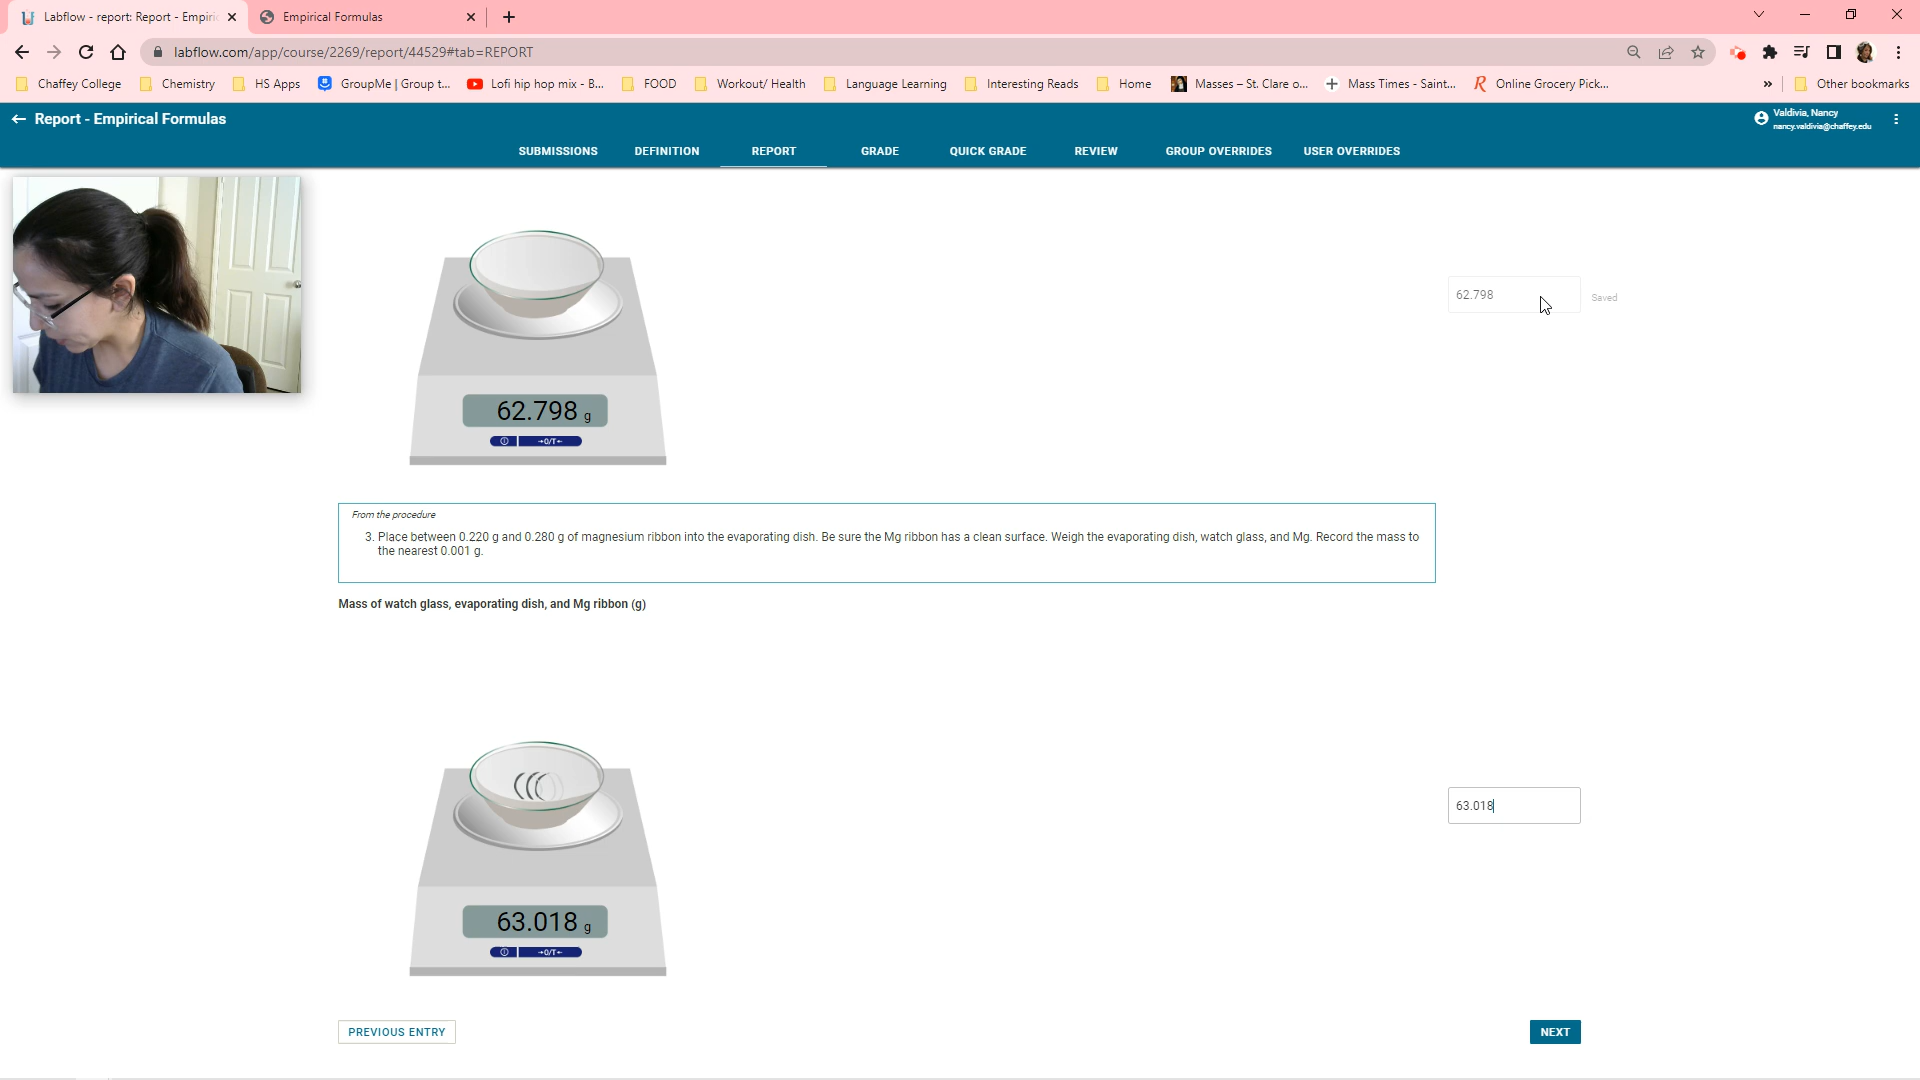 Labflow - report: Report - Empiric
Empirical Formulas
labflow.com/app/course/2269/report/44529#tab=REPORT
Chaffey College
Chemistry
HS Apps
GroupMe | Group t...
Lofi hip hop mix - B...
FOOD
Workout/ Health
Language Learning
Interesting Reads
Home
Masses – St. Clare o...
Mass Times - Saint...
Online Grocery Pick...
»
Other bookmarks
Report - Empirical Formulas
Valdivia, Nancy
nancy.valdivia@chaffey.edu
SUBMISSIONS
DEFINITION
REPORT
GRADE
QUICK GRADE
REVIEW
GROUP OVERRIDES
USER OVERRIDES
62.798
Saved
62.798 g
→0/T←
From the procedure
3. Place between 0.220 g and 0.280 g of magnesium ribbon into the evaporating dish. Be sure the Mg ribbon has a clean surface. Weigh the evaporating dish, watch glass, and Mg. Record the mass to
the nearest 0.001 g.
Mass of watch glass, evaporating dish, and Mg ribbon (g)
63.018
63.018 g
→0/T←
PREVIOUS ENTRY
NEXT